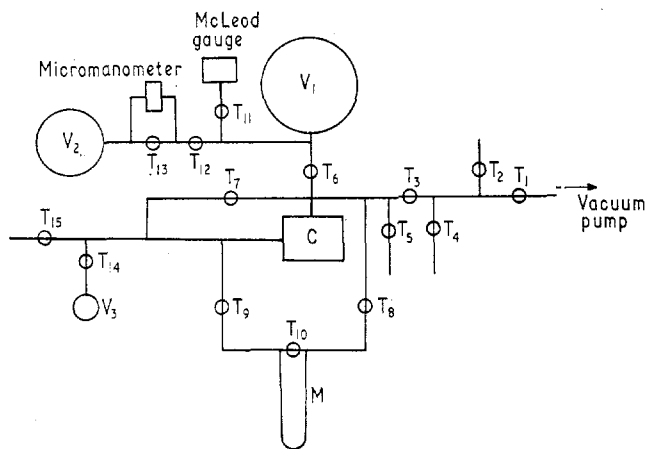 McLeod
gauge
Micromanometer
V₁
T₁₁
V₂
T₁₃
T₁₂
T₆
T₂
T₇
T₃
T₁
Vacuum
pump
T₁₅
C
T₅
T₄
T₁₄
V₃
T₉
T₁₀
T₈
M